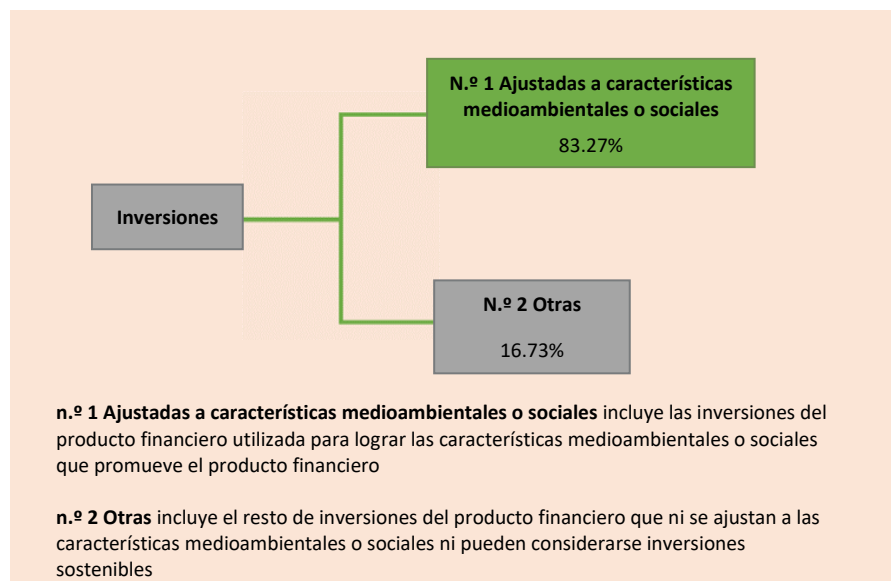 N.º 1 Ajustadas a características
medioambientales o sociales
83.27%
Inversiones
N.º 2 Otras
16.73%
n.º 1 Ajustadas a características medioambientales o sociales incluye las inversiones del
producto financiero utilizada para lograr las características medioambientales o sociales
que promueve el producto financiero
n.º 2 Otras incluye el resto de inversiones del producto financiero que ni se ajustan a las
características medioambientales o sociales ni pueden considerarse inversiones
sostenibles